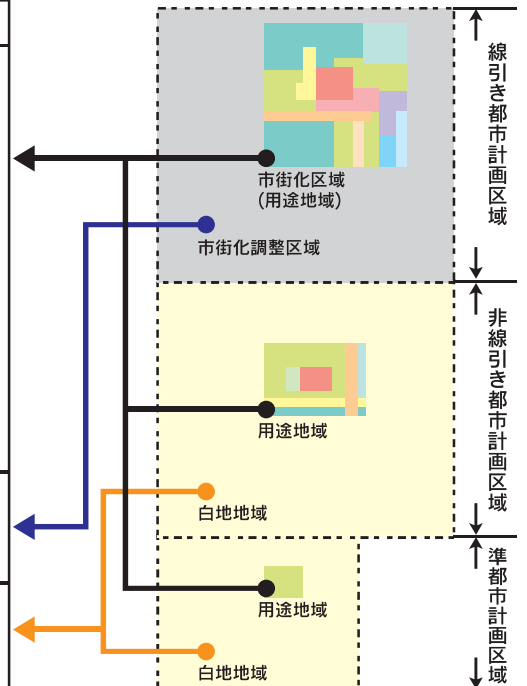 線引き都市計画区域
市街化区域
(用途地域)
市街化調整区域
非線引き都市計画区域
用途地域
白地地域
準都市計画区域
用途地域
白地地域